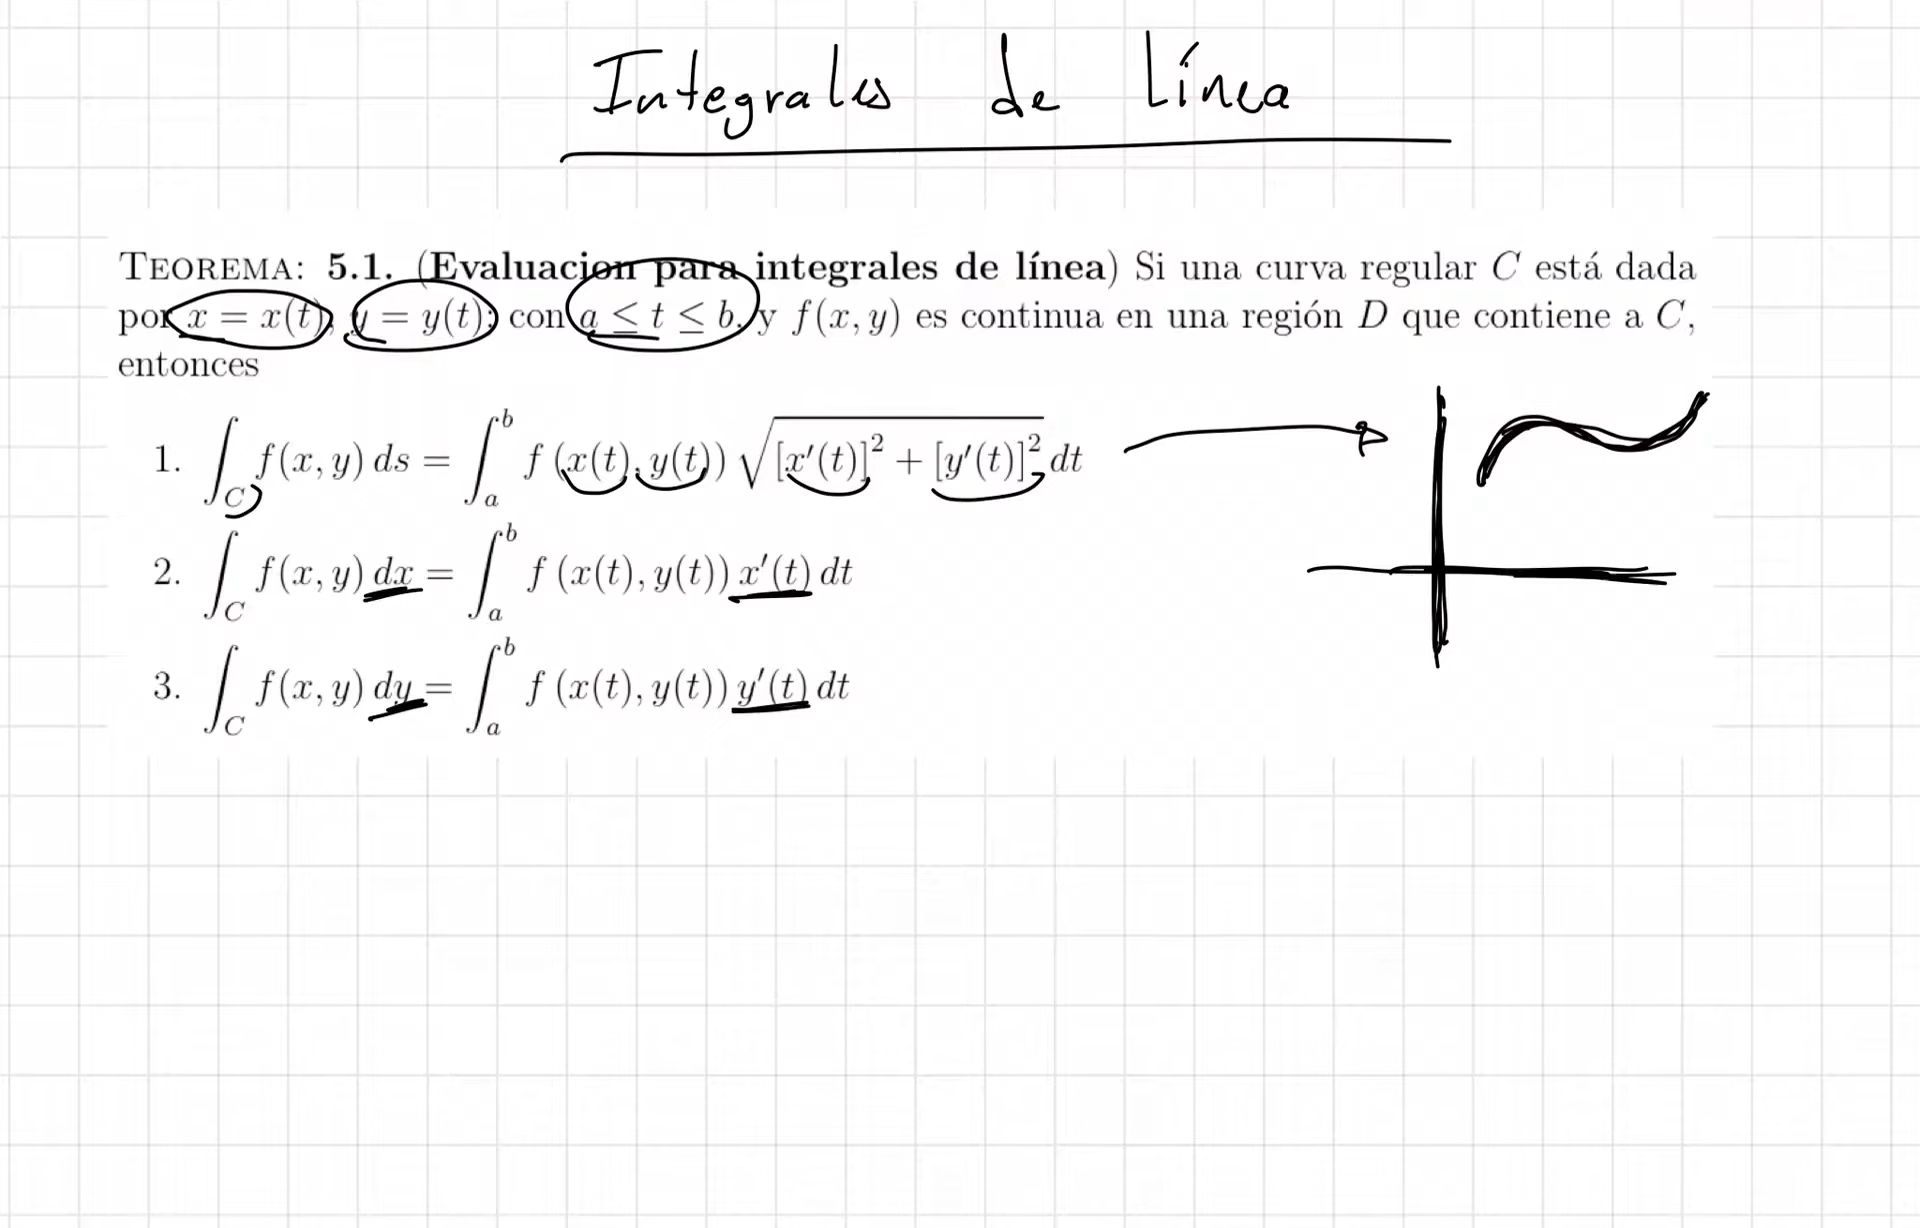 Integrales de Línea
TEOREMA: 5.1. (Evaluacion para integrales de línea) Si una curva regular C está dada
por x = x(t), y = y(t); con a ≤ t ≤ b, y f(x, y) es continua en una región D que contiene a C,
entonces
1. ∫_C f(x, y) ds = ∫_a^b f (x(t), y(t)) √([x′(t)]² + [y′(t)]²) dt
2. ∫_C f(x, y) dx = ∫_a^b f (x(t), y(t)) x′(t) dt
3. ∫_C f(x, y) dy = ∫_a^b f (x(t), y(t)) y′(t) dt